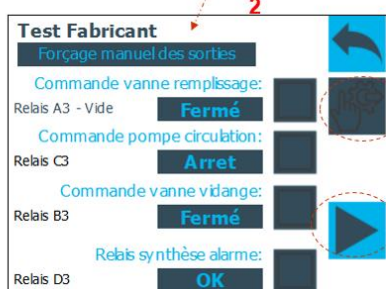 2
Test Fabricant
Forçage manuel des sorties
Commande vanne remplissage:
Relais A3 - Vide Fermé
Commande pompe circulation:
Relais C3 Arret
Commande vanne vidange:
Relais B3 Fermé
Relais synthèse alarme:
Relais D3 OK